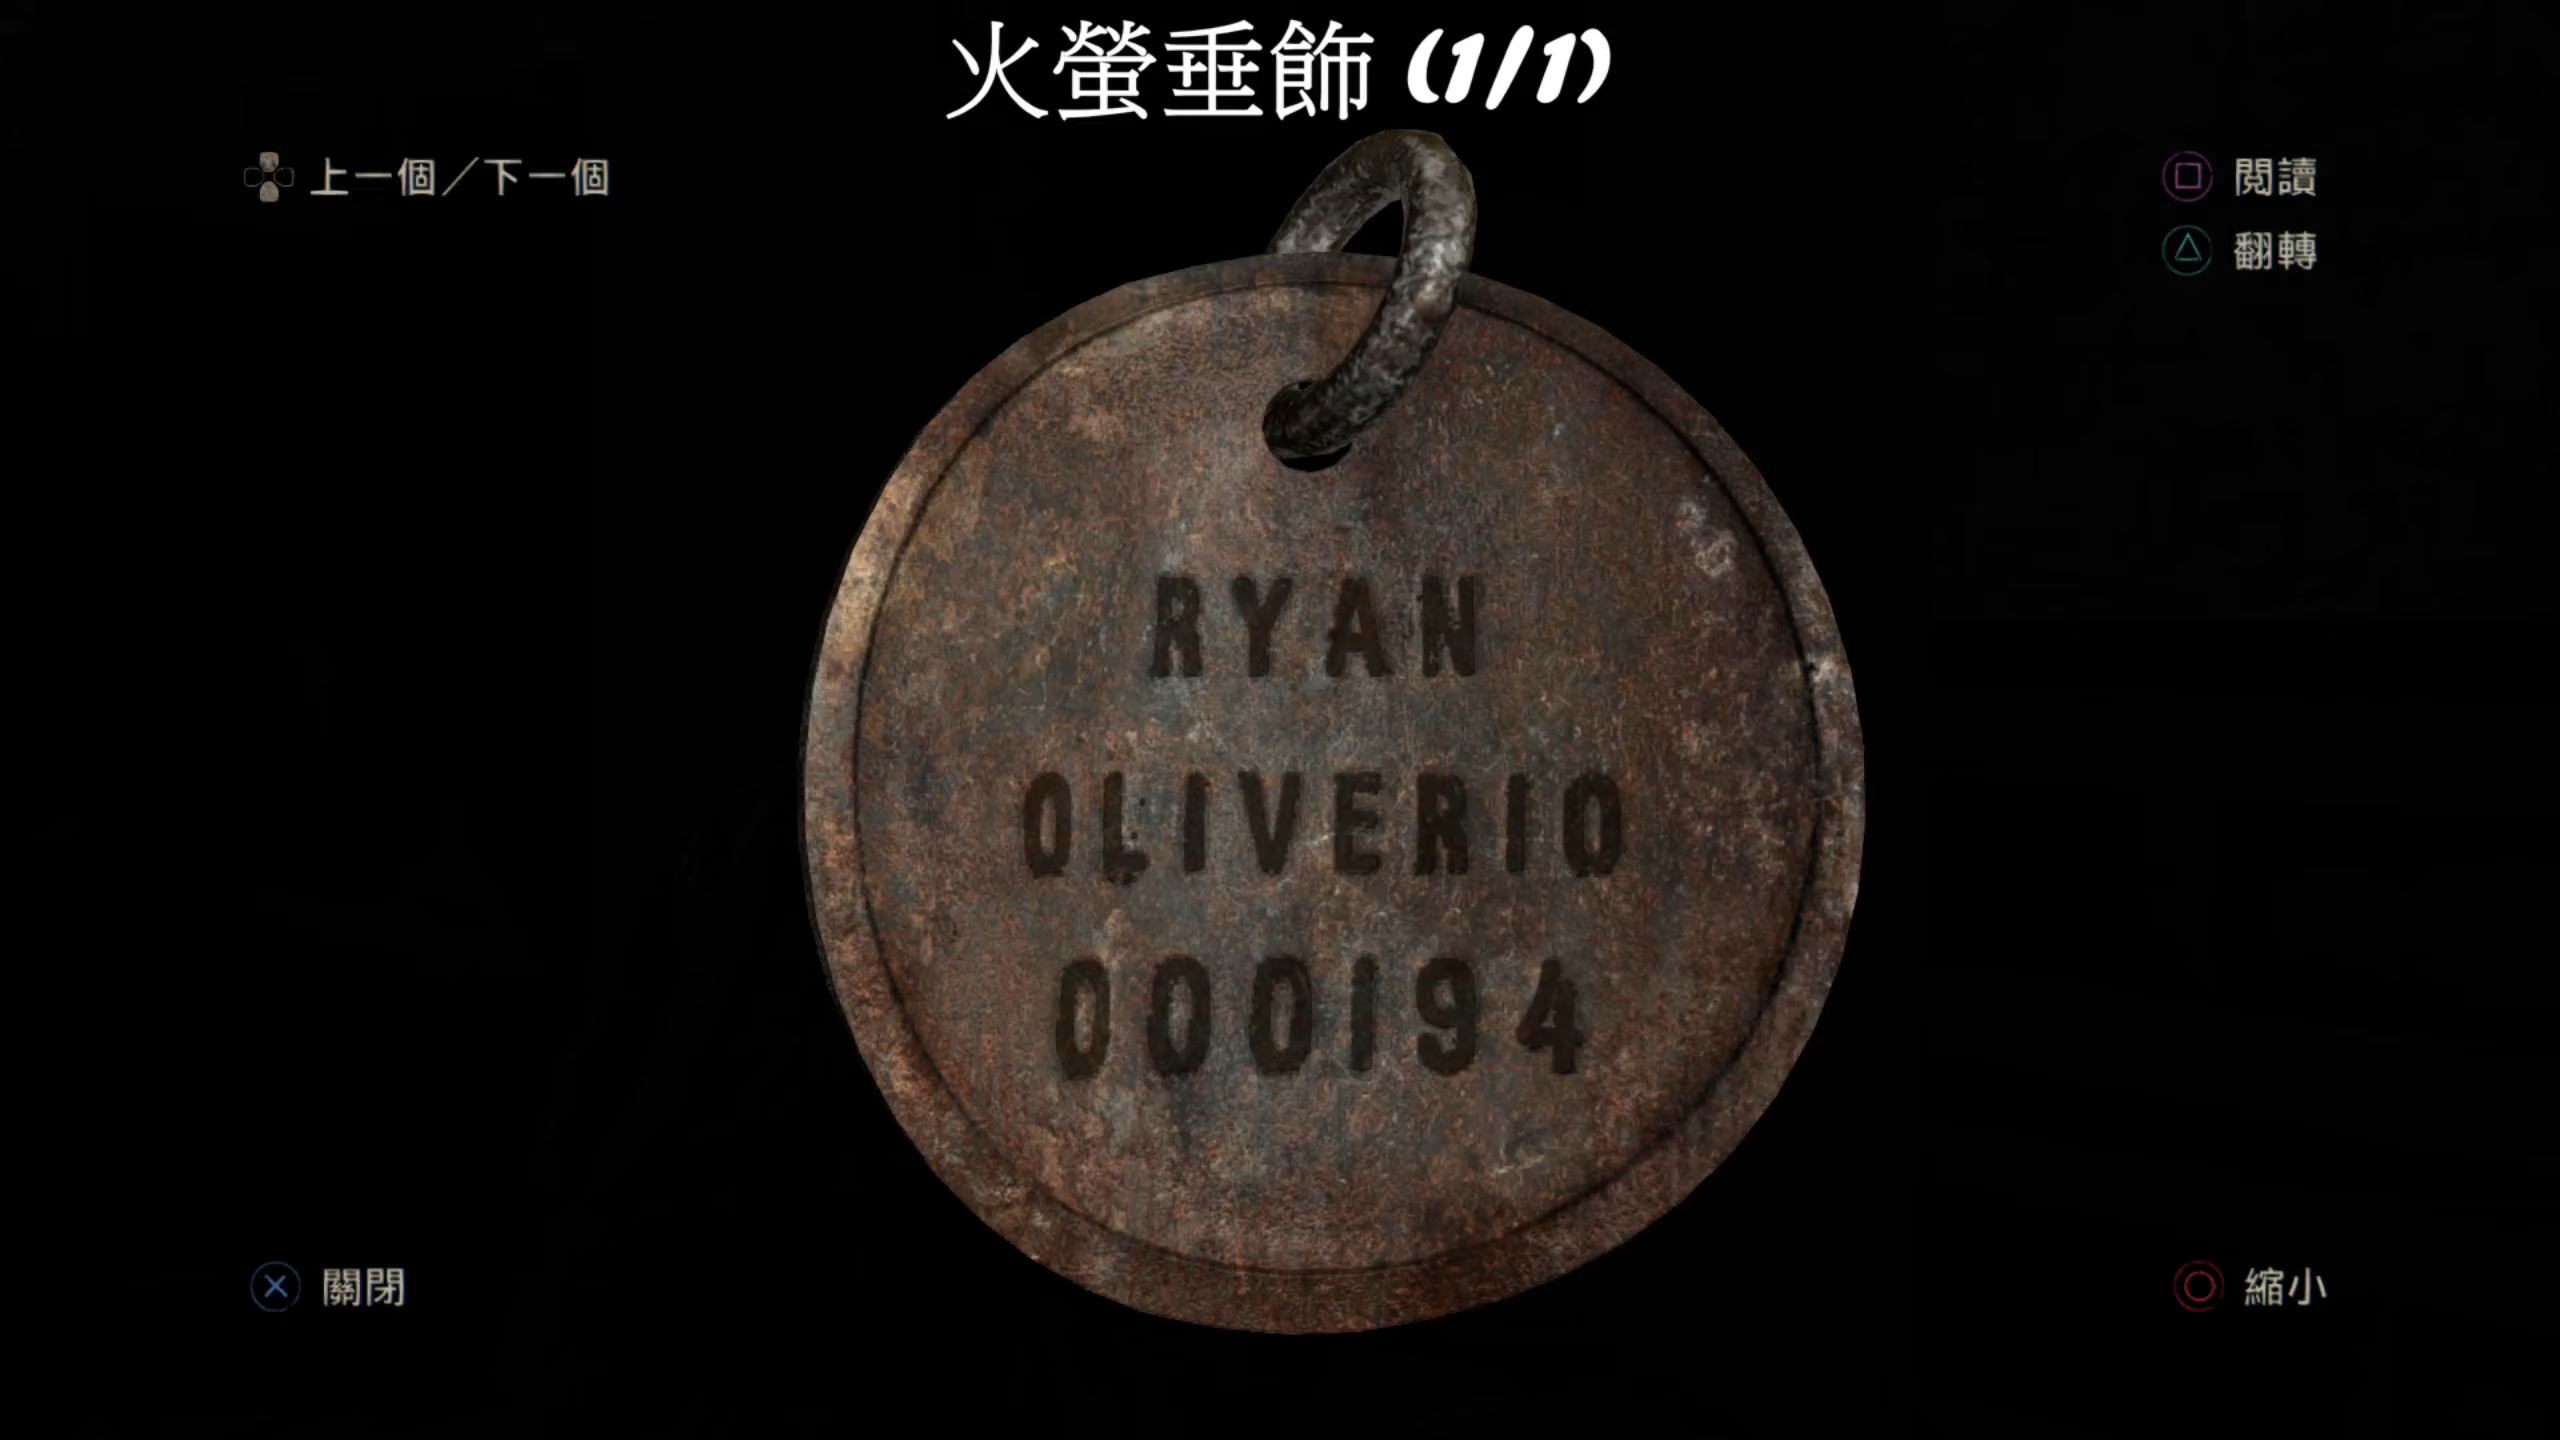 火螢垂飾 (1/1)
上一個／下一個
閱讀
翻轉
RYAN
OLIVERIO
000194
關閉
縮小